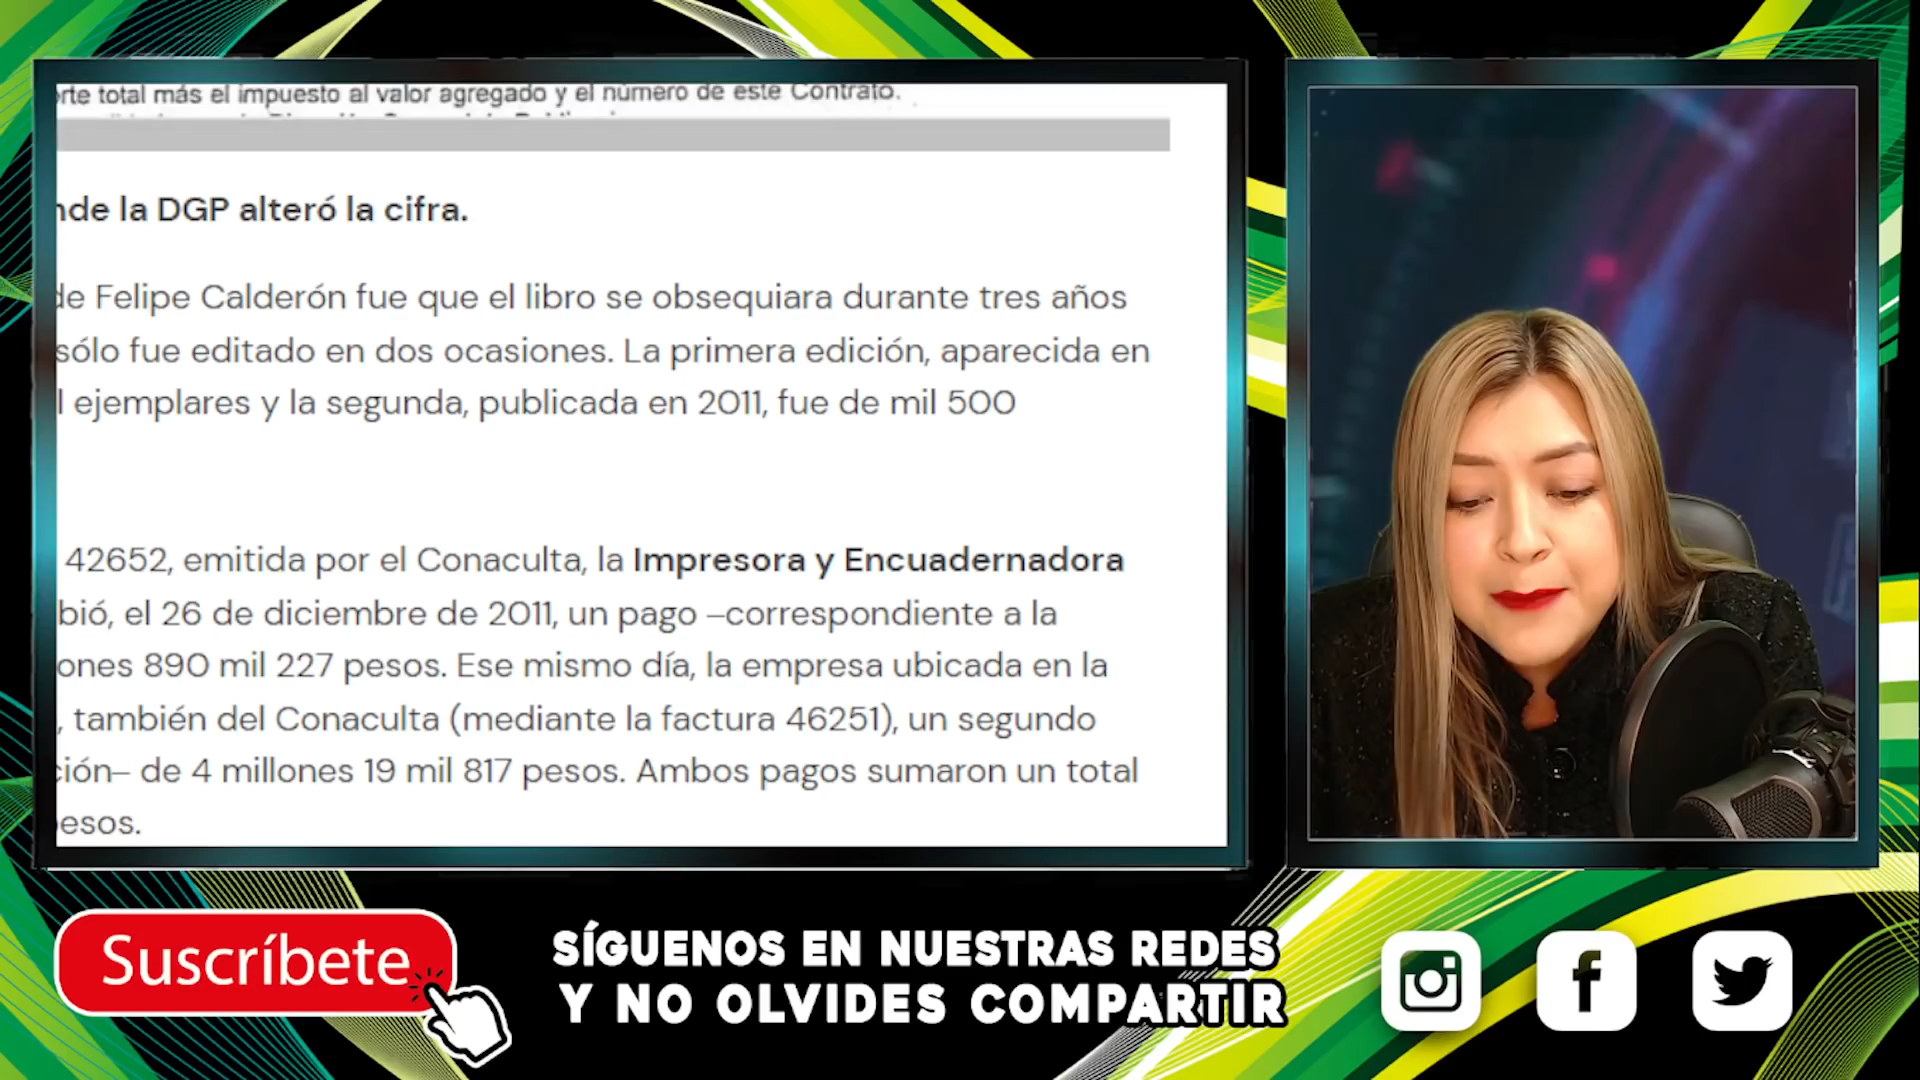 rte total más el impuesto al valor agregado y el número de este Contrato.
nde la DGP alteró la cifra.
de Felipe Calderón fue que el libro se obsequiara durante tres años
sólo fue editado en dos ocasiones. La primera edición, aparecida en
l ejemplares y la segunda, publicada en 2011, fue de mil 500
42652, emitida por el Conaculta, la Impresora y Encuadernadora
bió, el 26 de diciembre de 2011, un pago –correspondiente a la
ones 890 mil 227 pesos. Ese mismo día, la empresa ubicada en la
, también del Conaculta (mediante la factura 46251), un segundo
ción– de 4 millones 19 mil 817 pesos. Ambos pagos sumaron un total
pesos.
Suscríbete
SÍGUENOS EN NUESTRAS REDES
Y NO OLVIDES COMPARTIR